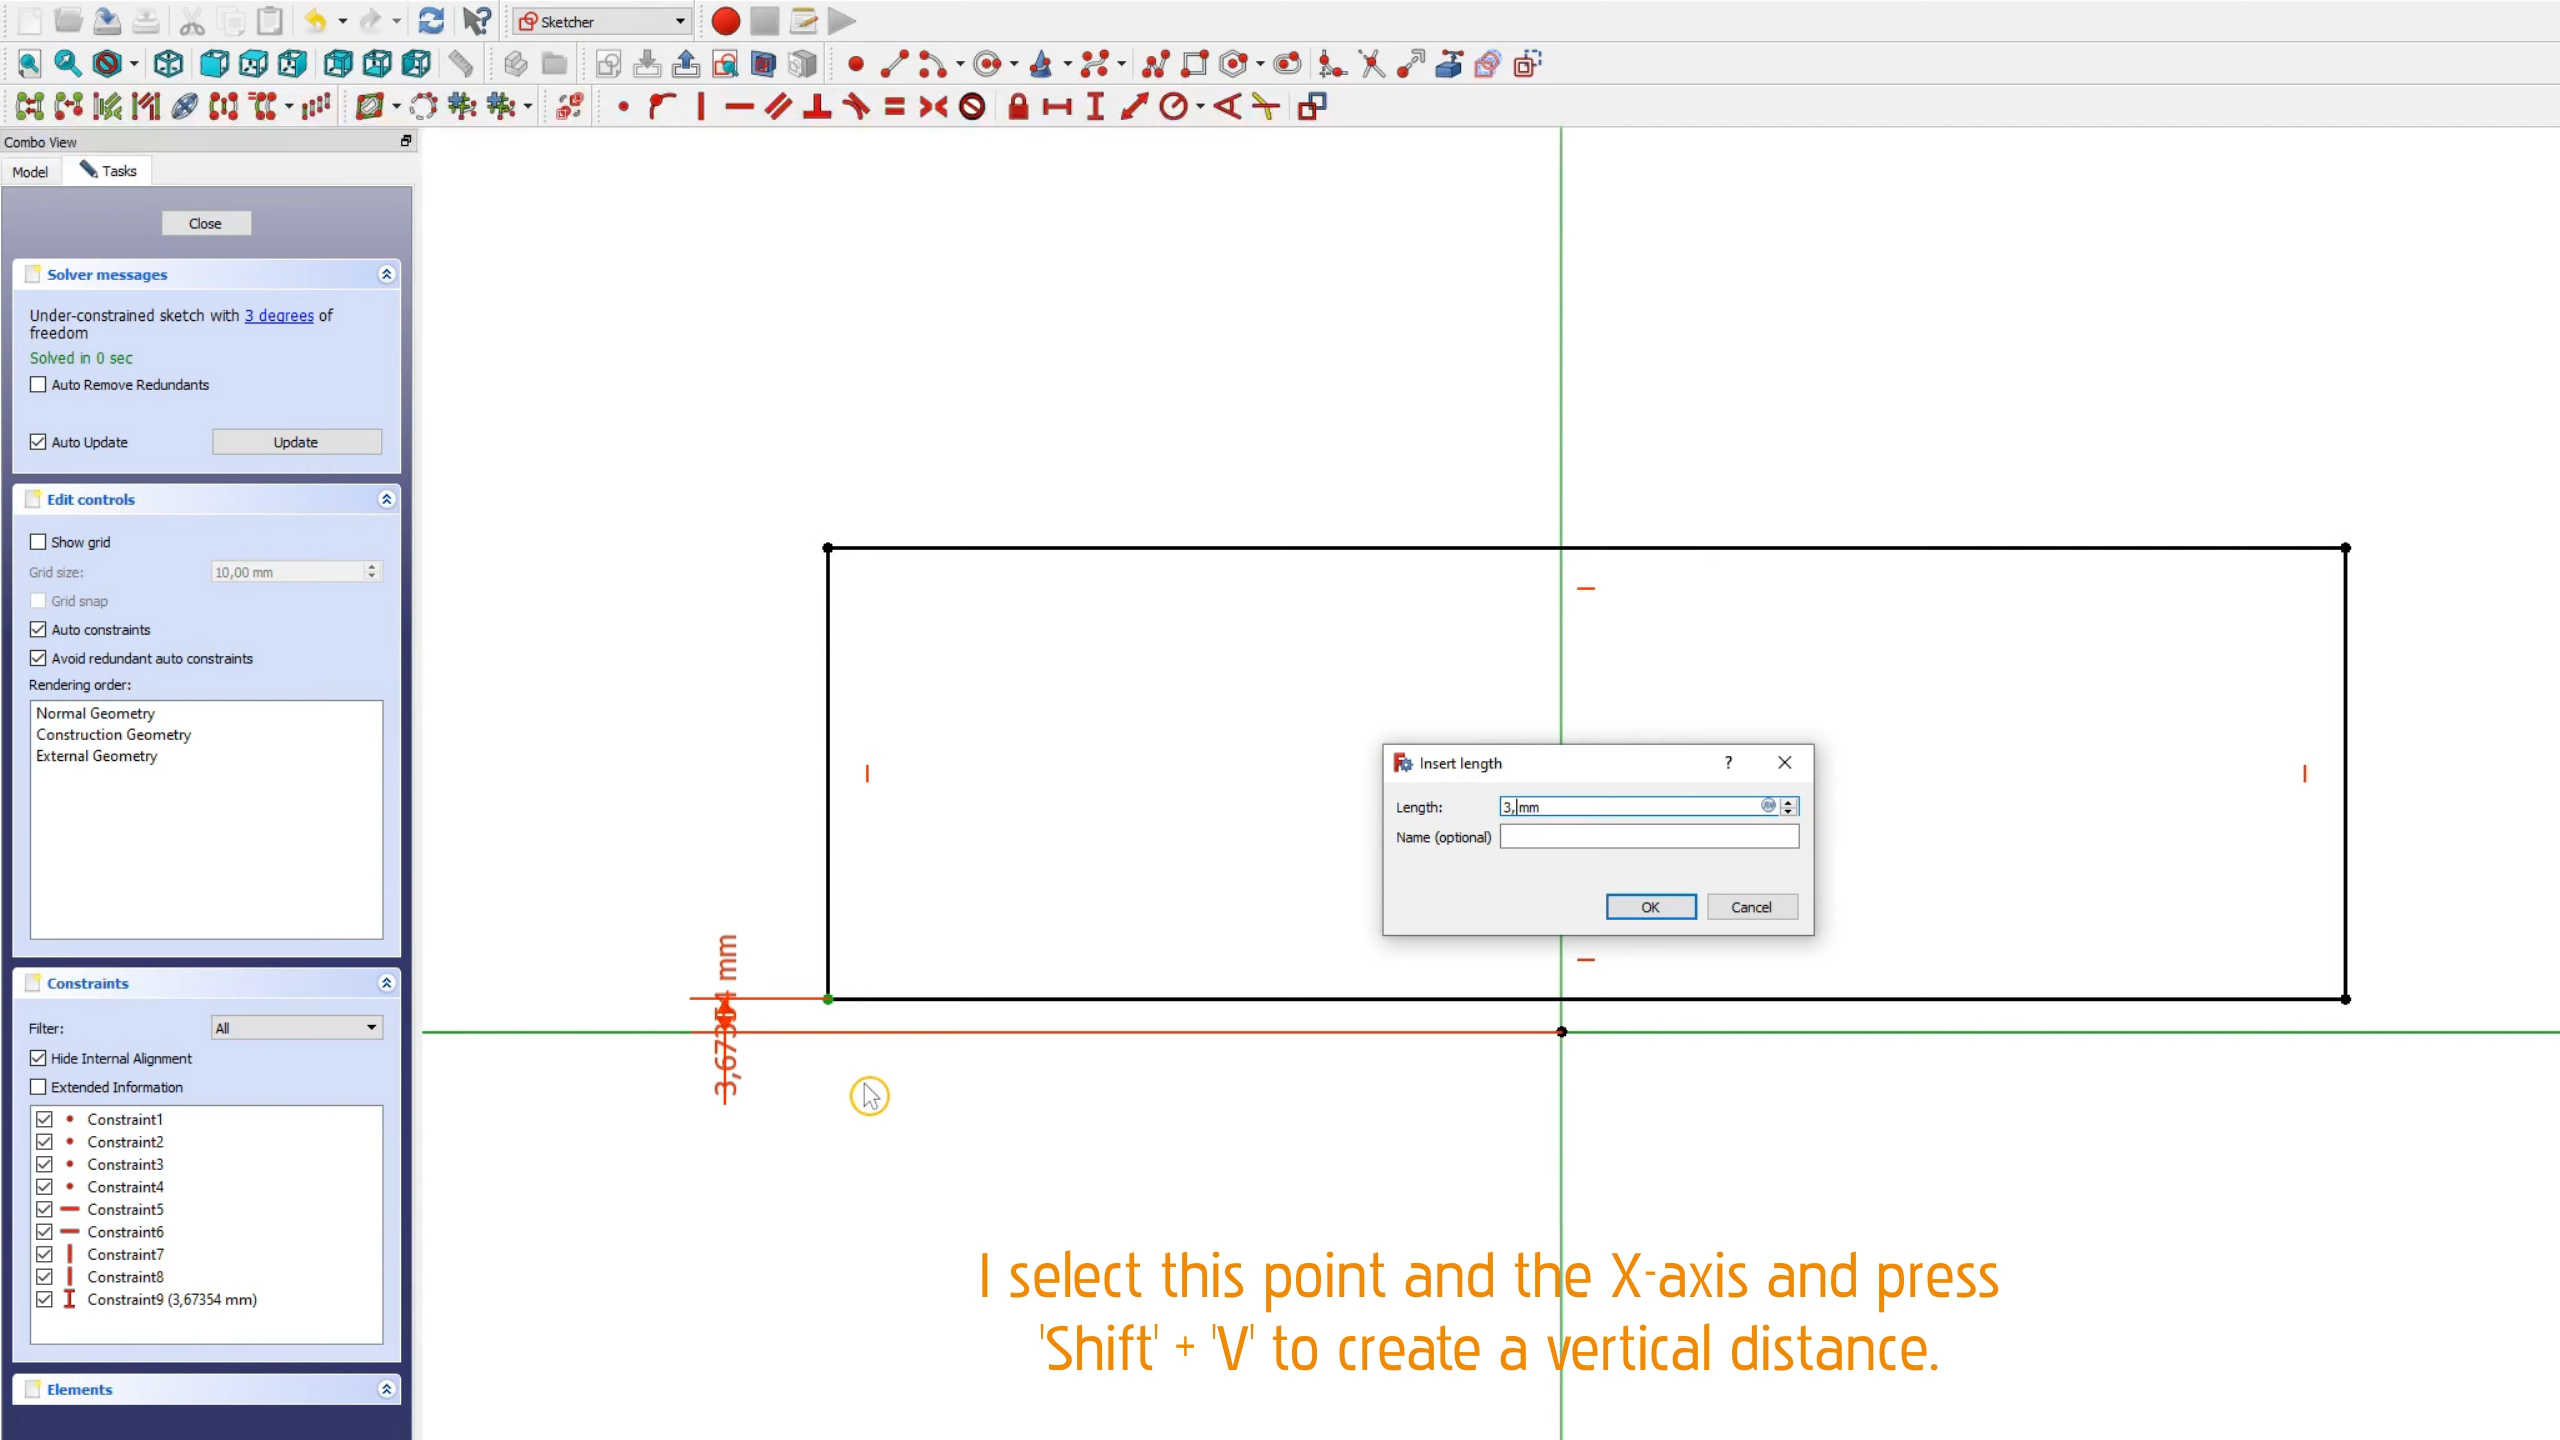 Sketcher
Combo View
Model
Tasks
Close
Solver messages
Under-constrained sketch with 3 degrees of
freedom
Solved in 0 sec
Auto Remove Redundants
Auto Update
Update
Edit controls
Show grid
Grid size:
10,00 mm
Grid snap
Auto constraints
Avoid redundant auto constraints
Rendering order:
Normal Geometry
Construction Geometry
External Geometry
Constraints
Filter:
All
Hide Internal Alignment
Extended Information
Constraint1
Constraint2
Constraint3
Constraint4
Constraint5
Constraint6
Constraint7
Constraint8
Constraint9 (3,67354 mm)
Elements
3,67354 mm
Insert length
?
Length:
3, mm
Name (optional)
OK
Cancel
I select this point and the X-axis and press
'Shift' + 'V' to create a vertical distance.